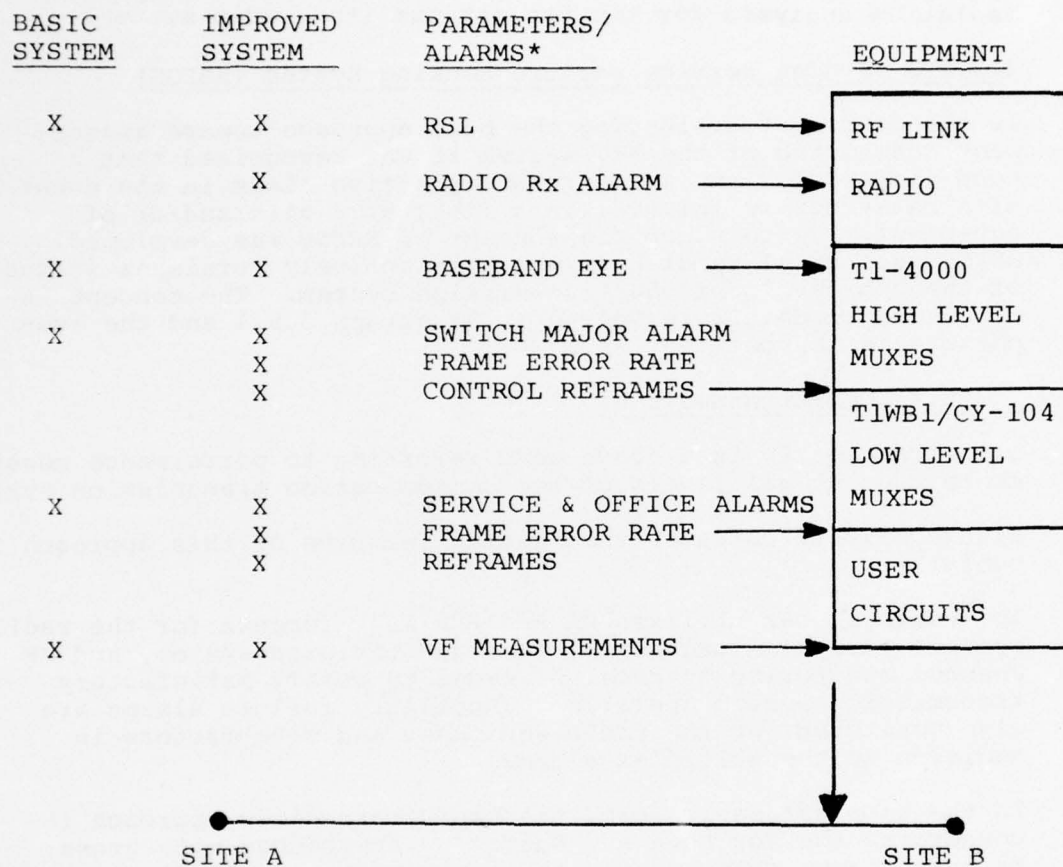 BASIC IMPROVED PARAMETERS/
SYSTEM SYSTEM ALARMS* EQUIPMENT
X X RSL RF LINK
X RADIO Rx ALARM RADIO
X X BASEBAND EYE T1-4000
HIGH LEVEL
X X SWITCH MAJOR ALARM
X FRAME ERROR RATE MUXES
X CONTROL REFRAMES
T1WB1/CY-104
LOW LEVEL
MUXES
X X SERVICE & OFFICE ALARMS
X FRAME ERROR RATE
X REFRAMES USER
CIRCUITS
X X VF MEASUREMENTS
SITE A SITE B